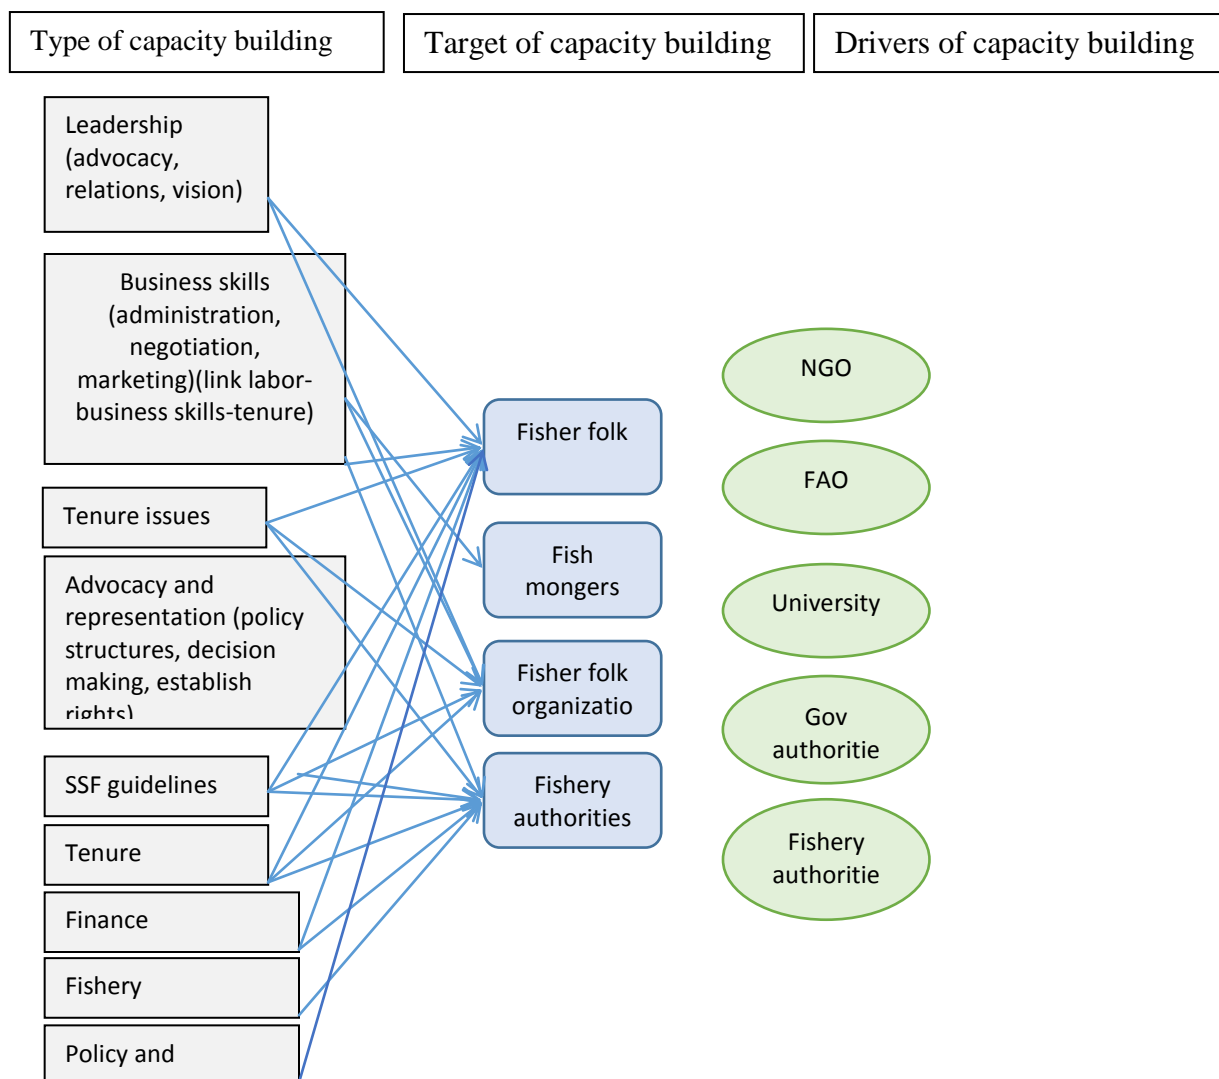 Type of capacity building
Target of capacity building
Drivers of capacity building
Leadership
(advocacy,
relations, vision)
Business skills
(administration,
negotiation,
marketing)(link labor-
business skills-tenure)
Tenure issues
Advocacy and
representation (policy
structures, decision
making, establish
rights)
SSF guidelines
Tenure
Finance
Fishery
Policy and
Fisher folk
Fish
mongers
Fisher folk
organizatio
Fishery
authorities
NGO
FAO
University
Gov
authoritie
Fishery
authoritie